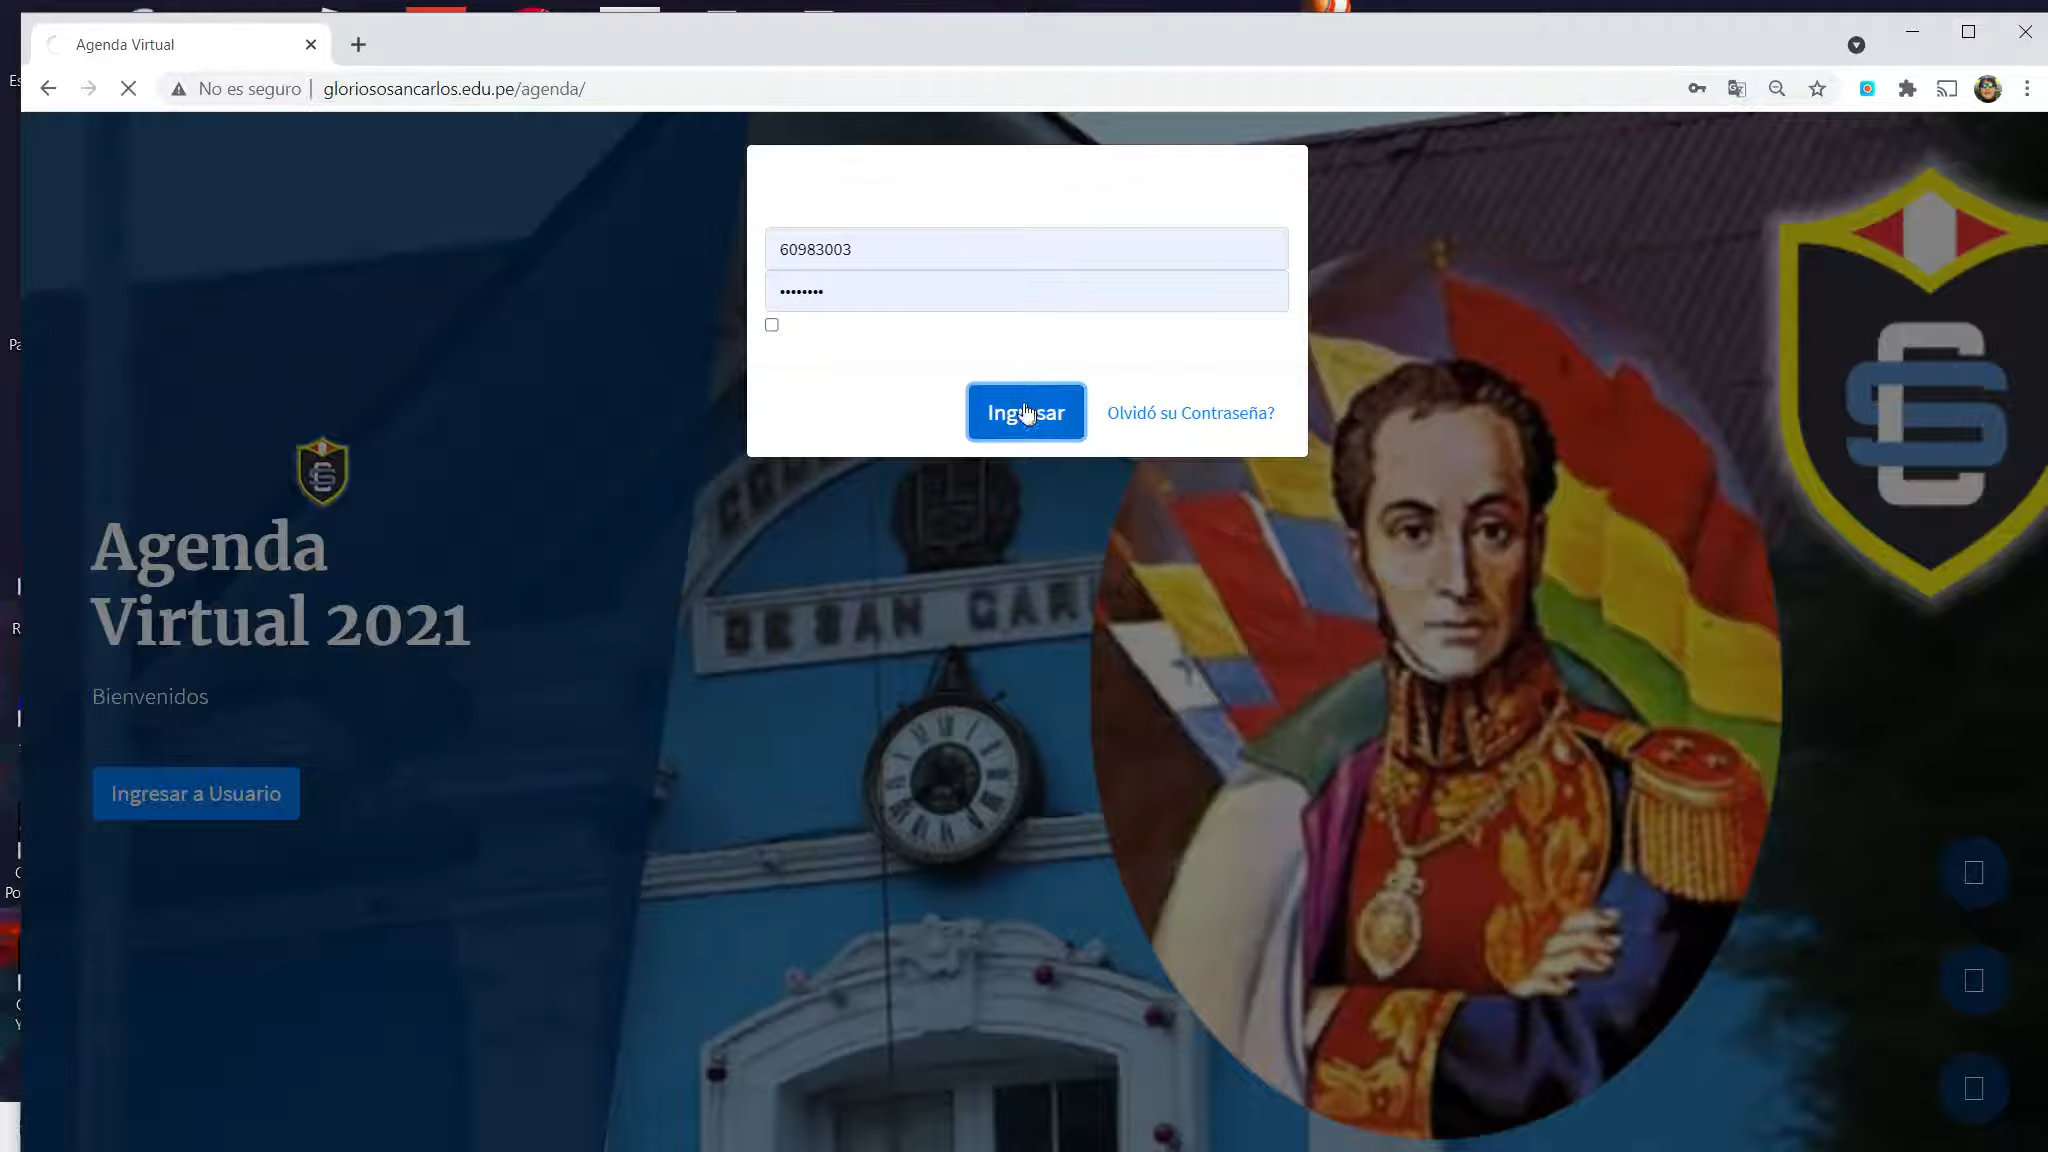 Agenda Virtual
No es seguro
gloriososancarlos.edu.pe/agenda/
60983003
••••••••
Ingresar
Olvidó su Contraseña?
Agenda
Virtual 2021
Bienvenidos
Ingresar a Usuario
DE SAN CAR